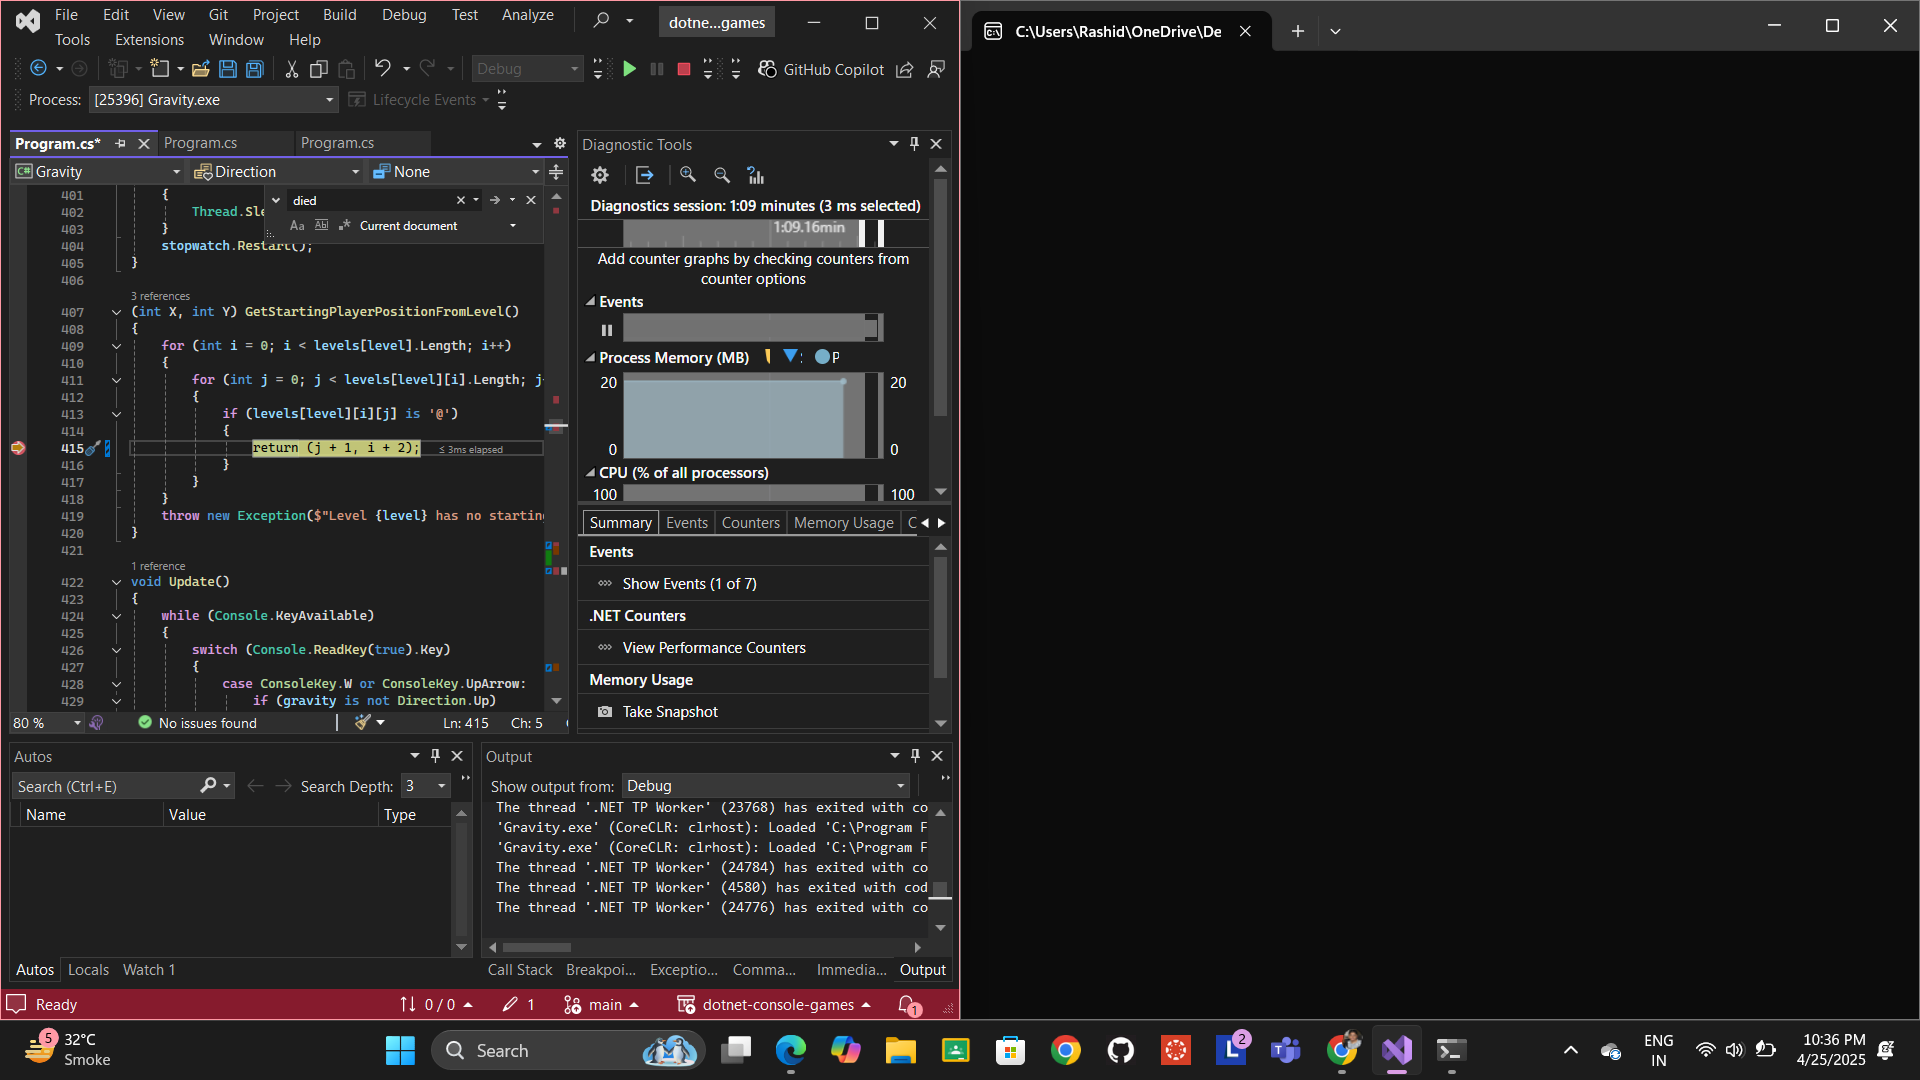 File Edit View Git Project Build Debug Test Analyze
dotne...games
Tools Extensions Window Help
Debug
GitHub Copilot
Process: [25396] Gravity.exe
Lifecycle Events
Program.cs* Program.cs Program.cs
Gravity Direction None
died
Aa Ab .* Current document
401 {
402 Thread.Sle
403 }
404 stopwatch.Restart();
405 }
406
3 references
407 (int X, int Y) GetStartingPlayerPositionFromLevel()
408 {
409 for (int i = 0; i < levels[level].Length; i++)
410 {
411 for (int j = 0; j < levels[level][i].Length; j
412 {
413 if (levels[level][i][j] is '@')
414 {
415 return (j + 1, i + 2); ≤ 3ms elapsed
416 }
417 }
418 }
419 throw new Exception($"Level {level} has no starting
420 }
421
1 reference
422 void Update()
423 {
424 while (Console.KeyAvailable)
425 {
426 switch (Console.ReadKey(true).Key)
427 {
428 case ConsoleKey.W or ConsoleKey.UpArrow:
429 if (gravity is not Direction.Up)
80 % No issues found Ln: 415 Ch: 5
Diagnostic Tools
Diagnostics session: 1:09 minutes (3 ms selected)
1:09.16min
Add counter graphs by checking counters from
counter options
Events
Process Memory (MB) P
20 20
0 0
CPU (% of all processors)
100 100
Summary Events Counters Memory Usage C
Events
Show Events (1 of 7)
.NET Counters
View Performance Counters
Memory Usage
Take Snapshot
Autos
Search (Ctrl+E) Search Depth: 3
Name Value Type
Autos Locals Watch 1
Output
Show output from: Debug
The thread '.NET TP Worker' (23768) has exited with co
'Gravity.exe' (CoreCLR: clrhost): Loaded 'C:\Program F
'Gravity.exe' (CoreCLR: clrhost): Loaded 'C:\Program F
The thread '.NET TP Worker' (24784) has exited with co
The thread '.NET TP Worker' (4580) has exited with cod
The thread '.NET TP Worker' (24776) has exited with co
Call Stack Breakpoi... Exceptio... Comma... Immedia... Output
Ready 0 / 0 1 main dotnet-console-games 1
C:\Users\Rashid\OneDrive\De
5 32°C
Smoke
Search
2
ENG
IN
10:36 PM
4/25/2025